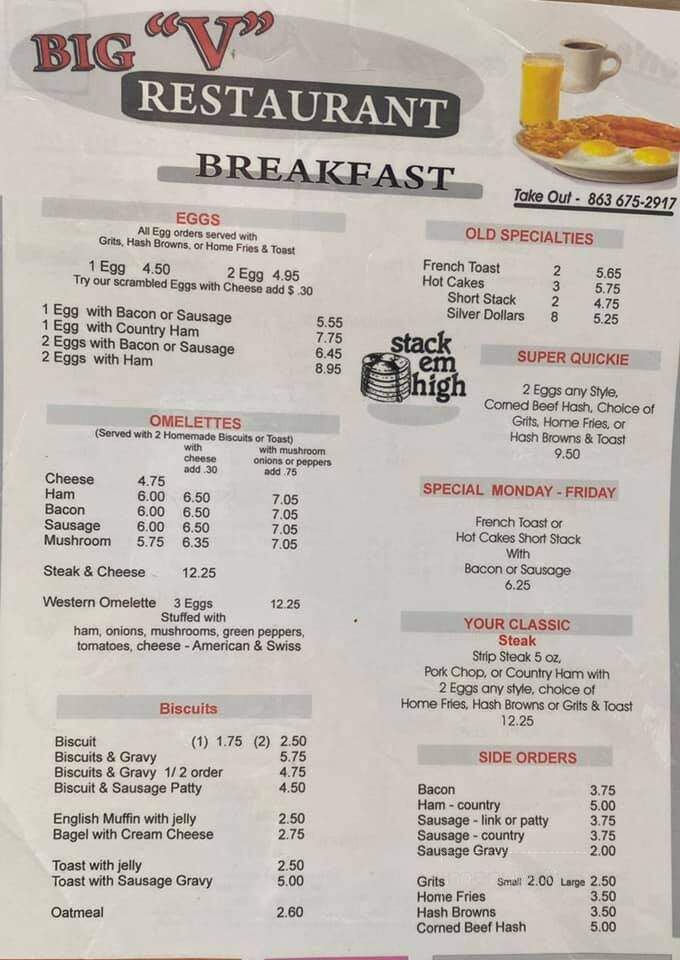 BIG "V"
RESTAURANT
BREAKFAST
Take Out - 863 675-2917
EGGS
All Egg orders served with
Grits, Hash Browns, or Home Fries & Toast
1 Egg 4.50 2 Egg 4.95
Try our scrambled Eggs with Cheese add $ .30
1 Egg with Bacon or Sausage 5.55
1 Egg with Country Ham 7.75
2 Eggs with Bacon or Sausage 6.45
2 Eggs with Ham 8.95
OMELETTES
(Served with 2 Homemade Biscuits or Toast)
with cheese add .30
with mushroom onions or peppers add .75
Cheese 4.75
Ham 6.00 6.50 7.05
Bacon 6.00 6.50 7.05
Sausage 6.00 6.50 7.05
Mushroom 5.75 6.35 7.05
Steak & Cheese 12.25
Western Omelette 3 Eggs 12.25
Stuffed with
ham, onions, mushrooms, green peppers,
tomatoes, cheese - American & Swiss
Biscuits
Biscuit (1) 1.75 (2) 2.50
Biscuits & Gravy 5.75
Biscuits & Gravy 1/2 order 4.75
Biscuit & Sausage Patty 4.50
English Muffin with jelly 2.50
Bagel with Cream Cheese 2.75
Toast with jelly 2.50
Toast with Sausage Gravy 5.00
Oatmeal 2.60
OLD SPECIALTIES
French Toast 2 5.65
Hot Cakes 3 5.75
Short Stack 2 4.75
Silver Dollars 8 5.25
stack
em
high
SUPER QUICKIE
2 Eggs any Style,
Corned Beef Hash, Choice of
Grits, Home Fries, or
Hash Browns & Toast
9.50
SPECIAL MONDAY - FRIDAY
French Toast or
Hot Cakes Short Stack
With
Bacon or Sausage
6.25
YOUR CLASSIC
Steak
Strip Steak 5 oz,
Pork Chop, or Country Ham with
2 Eggs any style, choice of
Home Fries, Hash Browns or Grits & Toast
12.25
SIDE ORDERS
Bacon 3.75
Ham - country 5.00
Sausage - link or patty 3.75
Sausage - country 3.75
Sausage Gravy 2.00
Grits Small 2.00 Large 2.50
Home Fries 3.50
Hash Browns 3.50
Corned Beef Hash 5.00